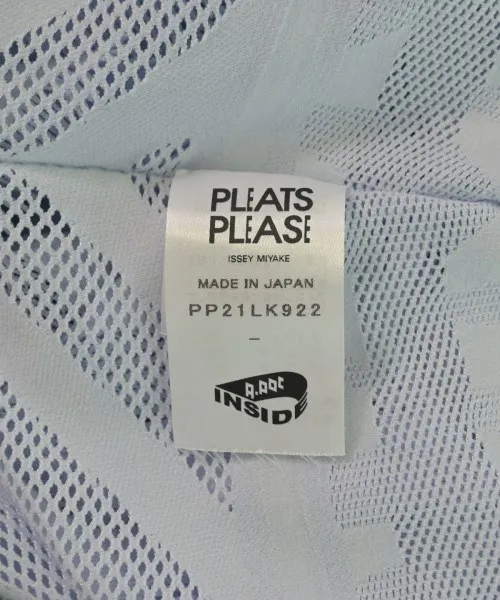 PLEATS
PLEASE
ISSEY MIYAKE
MADE IN JAPAN
PP21LK922
–
A-POC
INSIDE